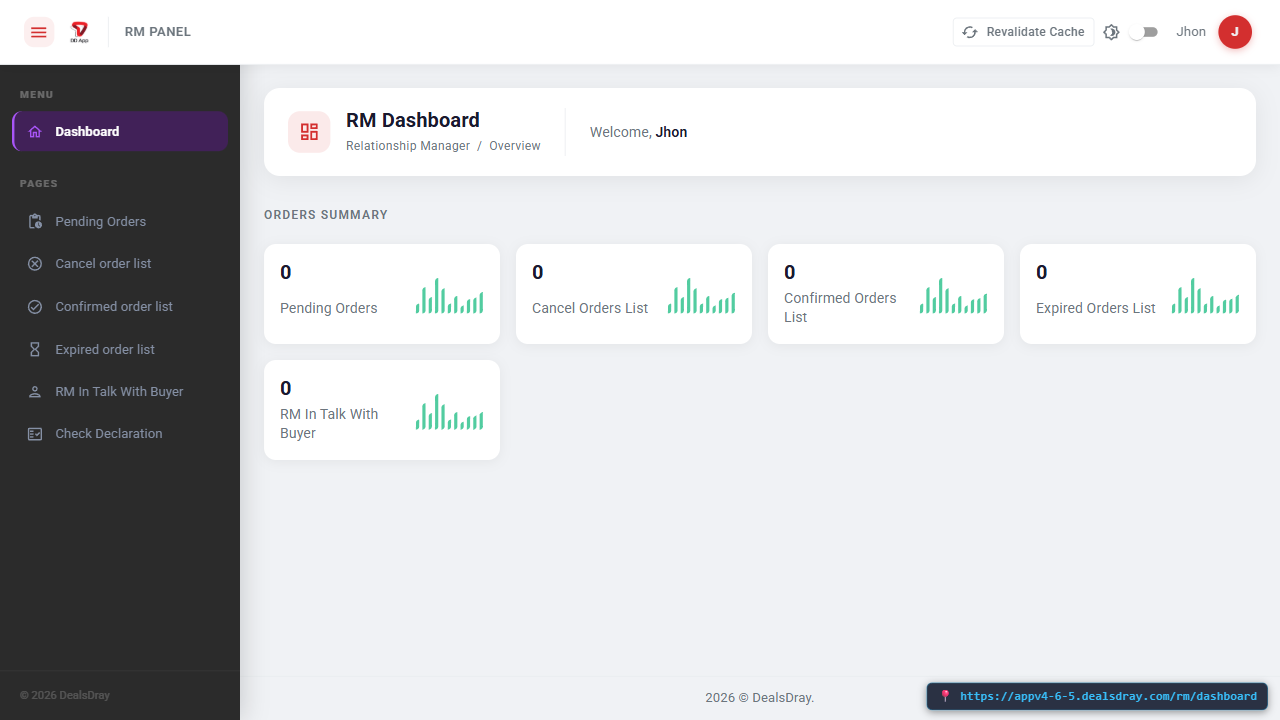 DD App
RM PANEL
Revalidate Cache
Jhon
J
MENU
Dashboard
PAGES
Pending Orders
Cancel order list
Confirmed order list
Expired order list
RM In Talk With Buyer
Check Declaration
© 2026 DealsDray
RM Dashboard
Relationship Manager / Overview
Welcome, Jhon
ORDERS SUMMARY
0
Pending Orders
0
Cancel Orders List
0
Confirmed Orders
List
0
Expired Orders List
0
RM In Talk With
Buyer
2026 © DealsDray.
https://appv4-6-5.dealsdray.com/rm/dashboard